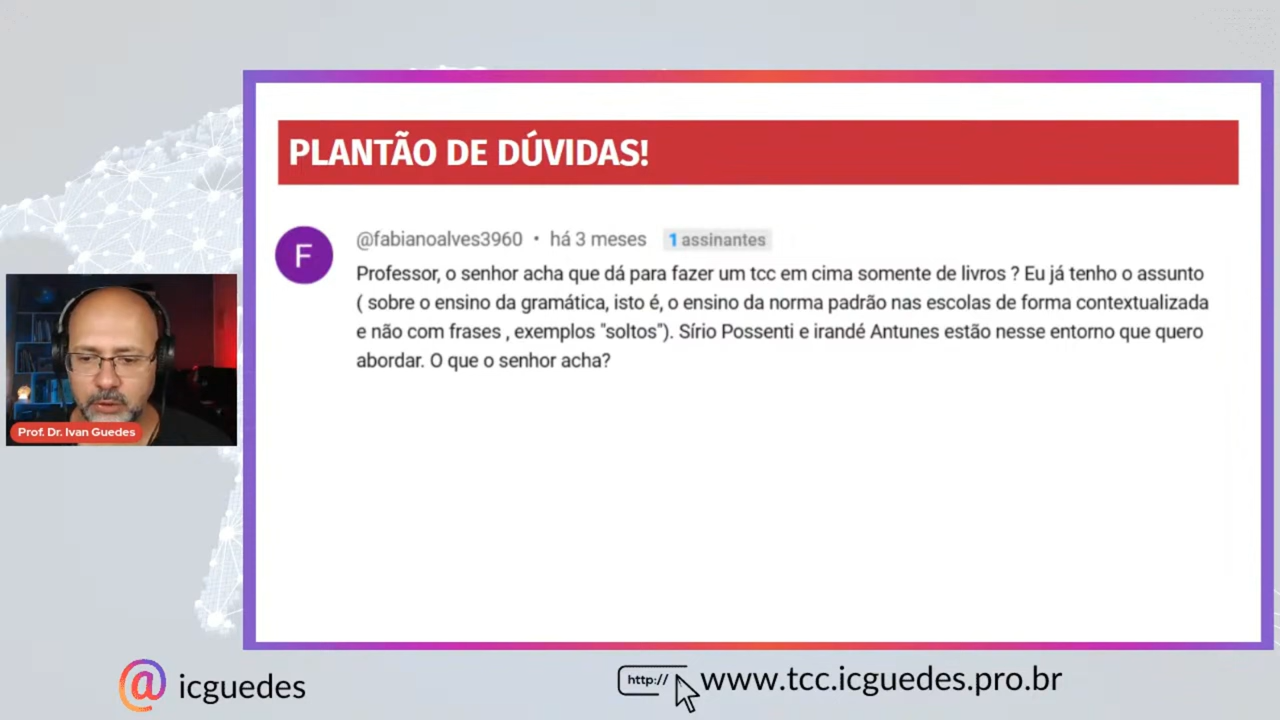 PLANTÃO DE DÚVIDAS!
F
@fabianoalves3960 • há 3 meses 1 assinantes
Professor, o senhor acha que dá para fazer um tcc em cima somente de livros ? Eu já tenho o assunto
( sobre o ensino da gramática, isto é, o ensino da norma padrão nas escolas de forma contextualizada
e não com frases , exemplos "soltos"). Sírio Possenti e irandé Antunes estão nesse entorno que quero
abordar. O que o senhor acha?
Prof. Dr. Ivan Guedes
@ icguedes
http:// www.tcc.icguedes.pro.br